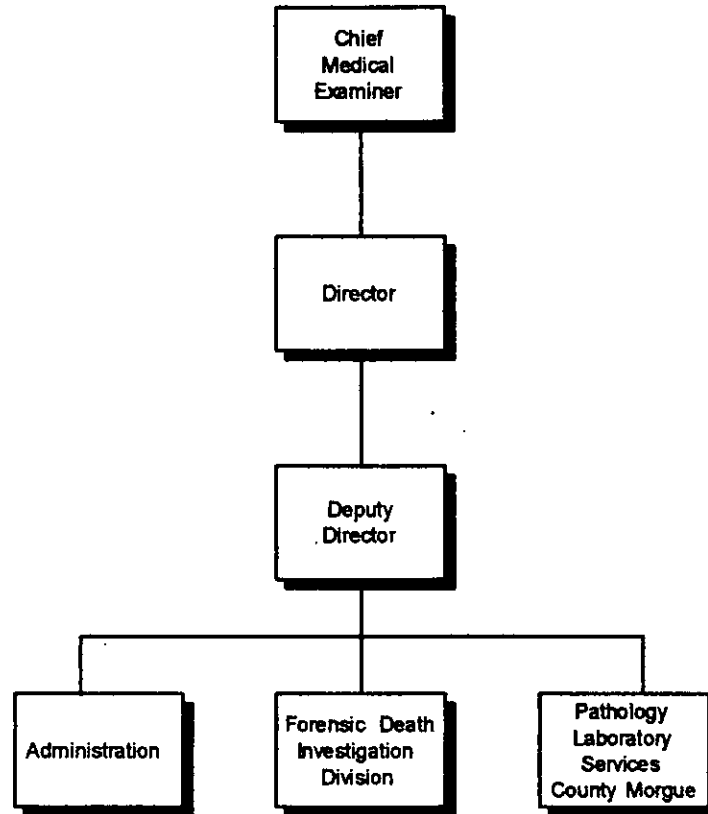 Chief
Medical
Examiner
Director
Deputy
Director
Administration
Forensic Death
Investigation
Division
Pathology
Laboratory
Services
County Morgue